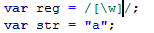 var reg = /[\w]/;
var str = "a";